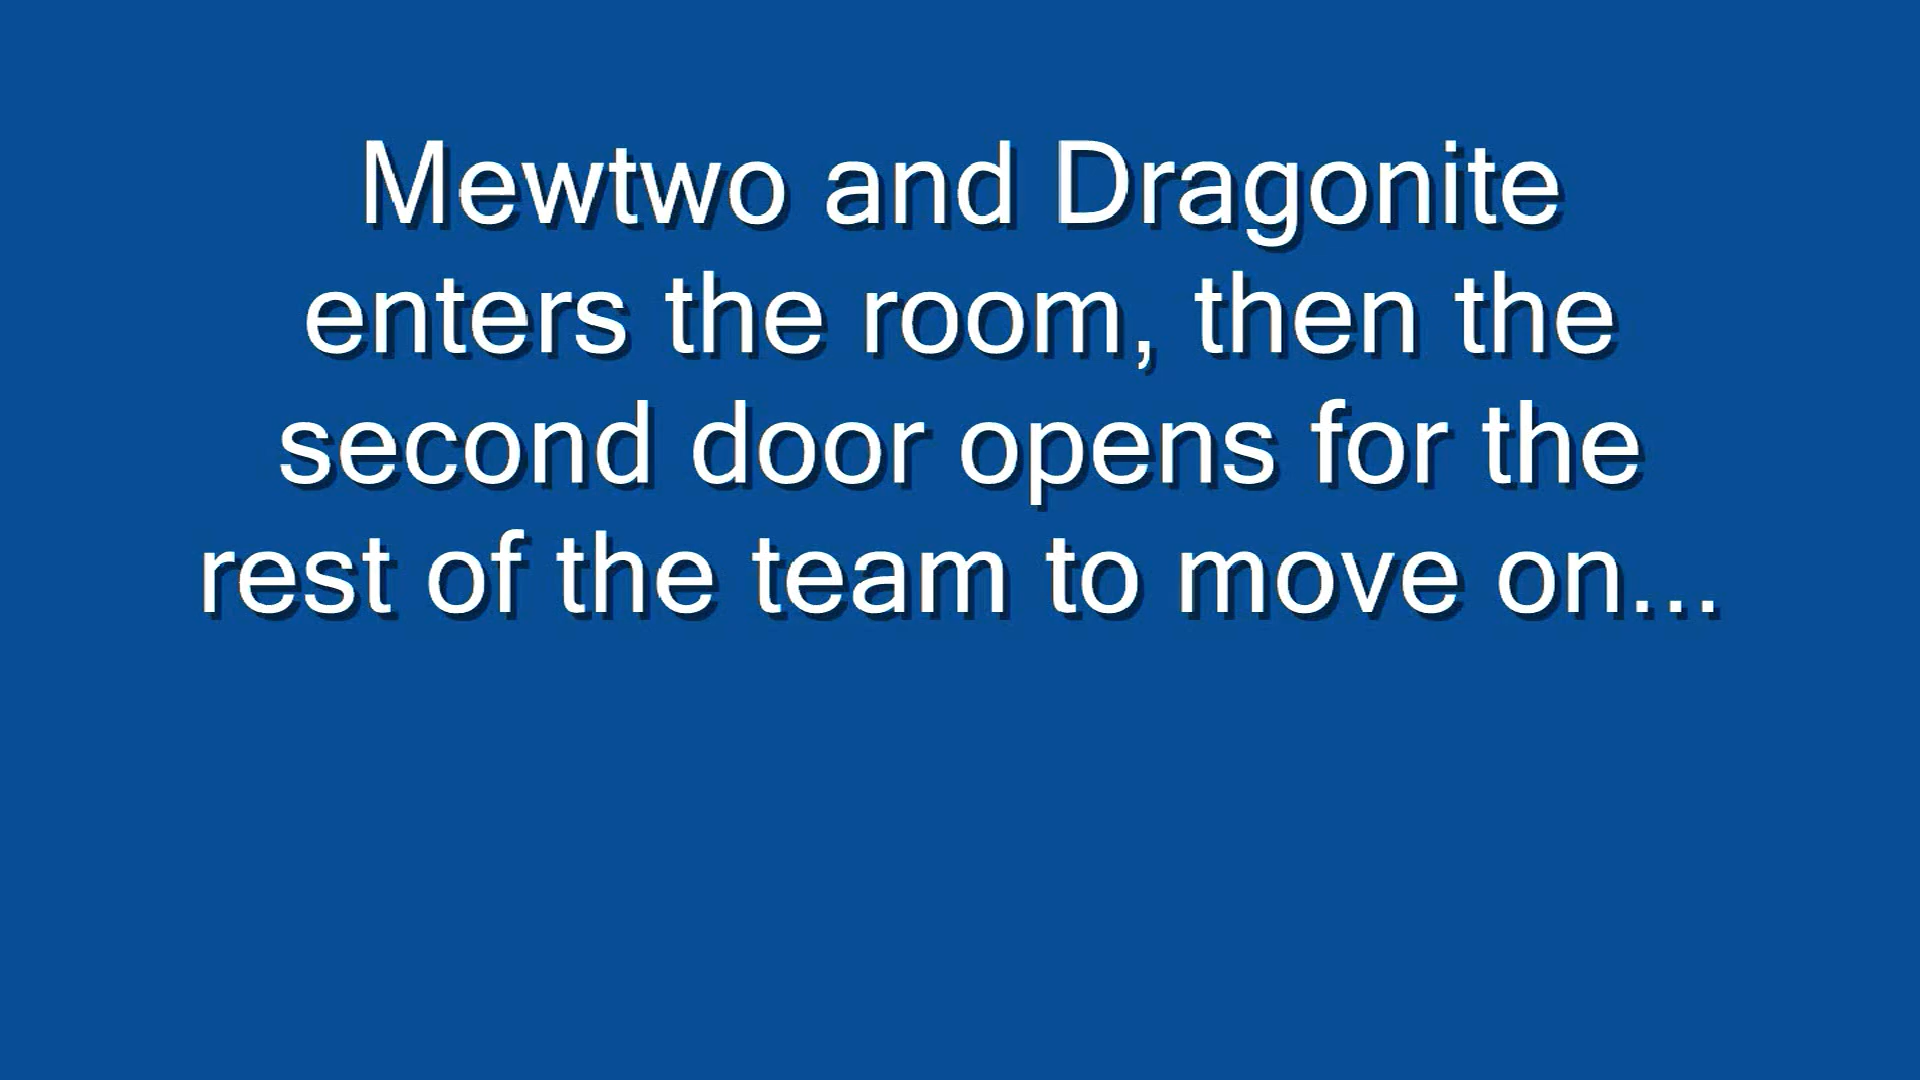 Mewtwo and Dragonite
enters the room, then the
second door opens for the
rest of the team to move on...